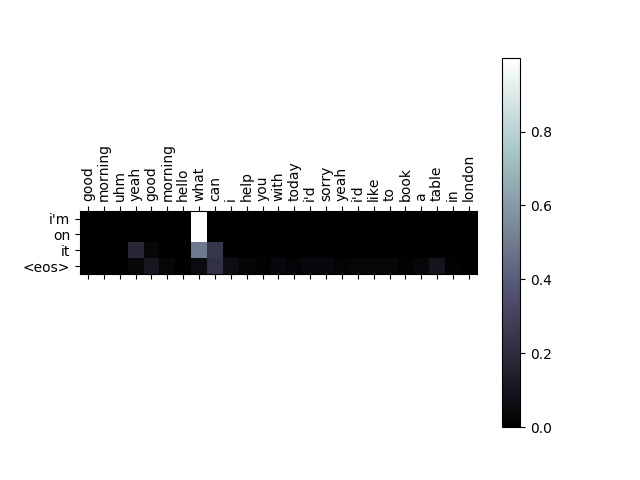 good morning uhm yeah good morning hello what can i help you with today i'd sorry yeah i'd like to book a table in london
i'm
on
it
<eos>
0.8
0.6
0.4
0.2
0.0